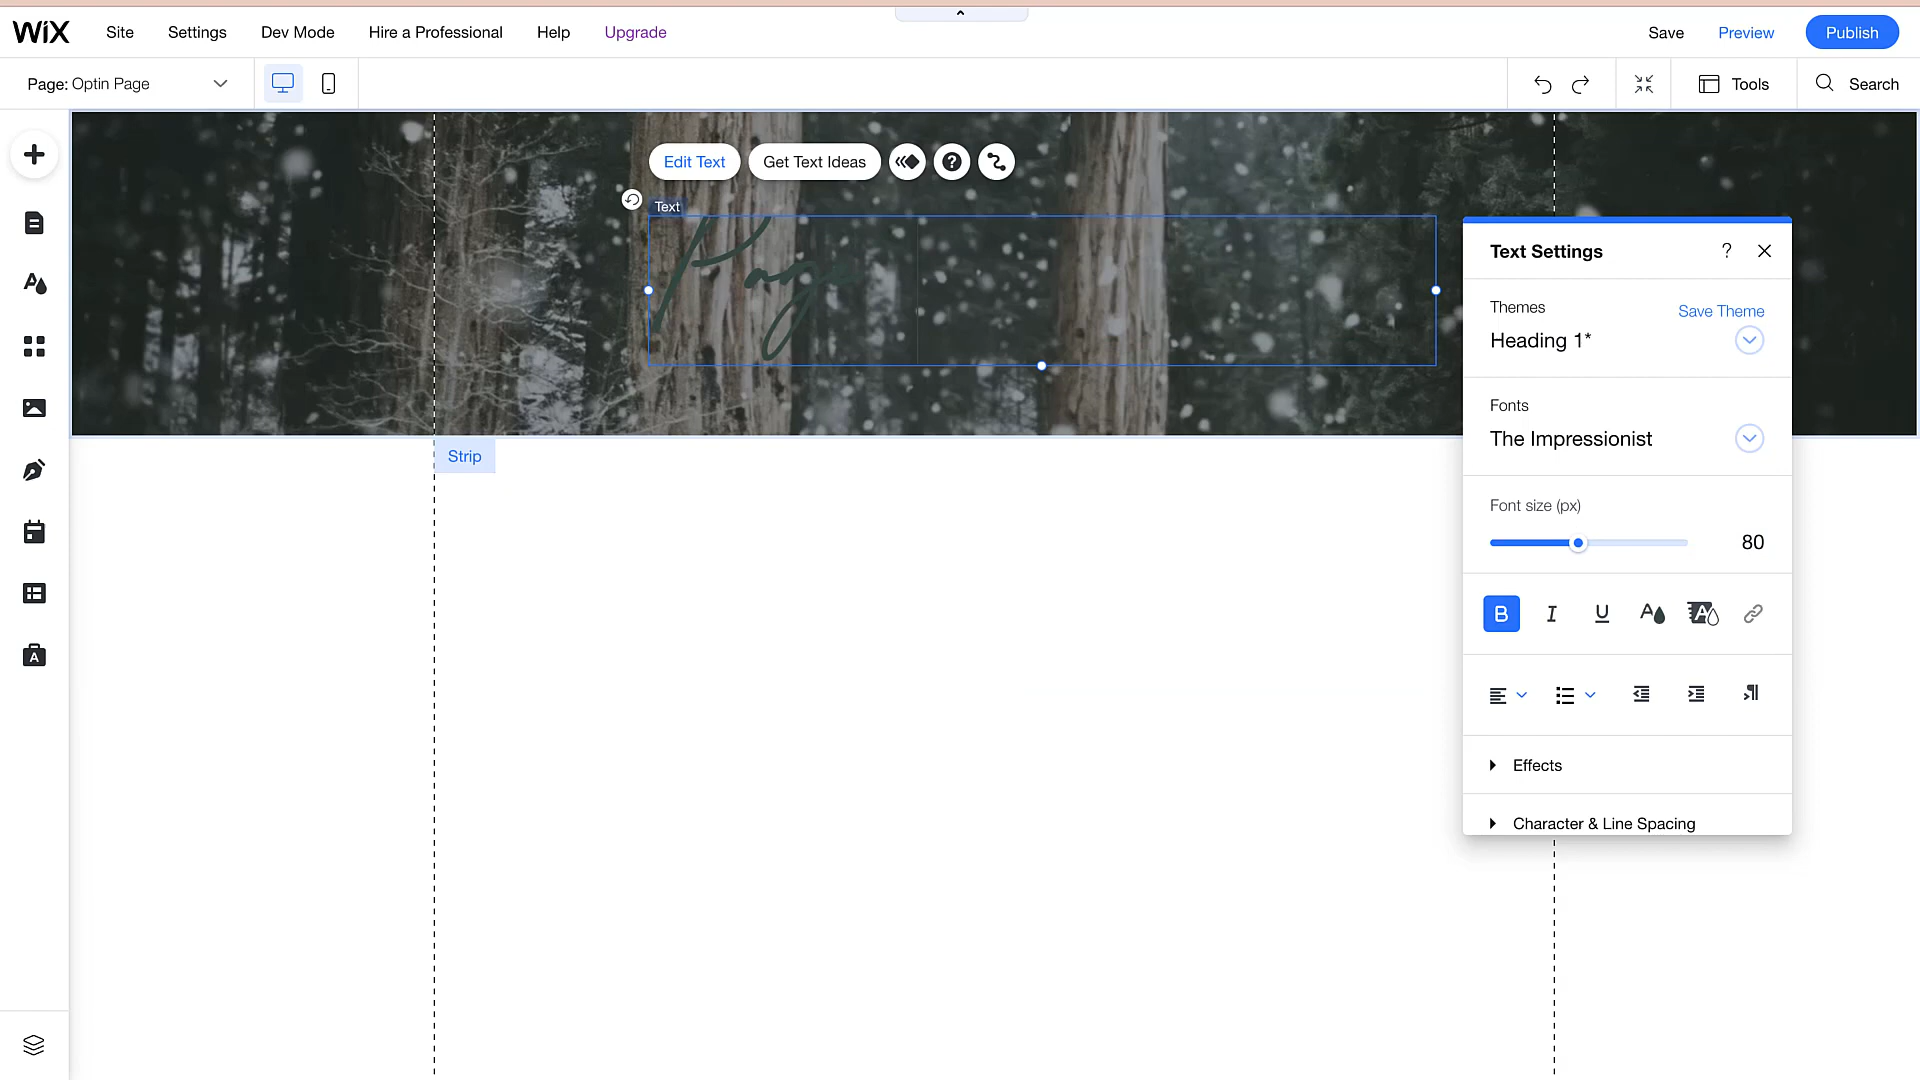 WiX Site Settings Dev Mode Hire a Professional Help Upgrade Save Preview Publish
Page: Optin Page Tools Search
Edit Text Get Text Ideas
Text
Page
Strip
Text Settings ?
Themes Save Theme
Heading 1*
Fonts
The Impressionist
Font size (px)
80
B I U A A
Effects
Character & Line Spacing